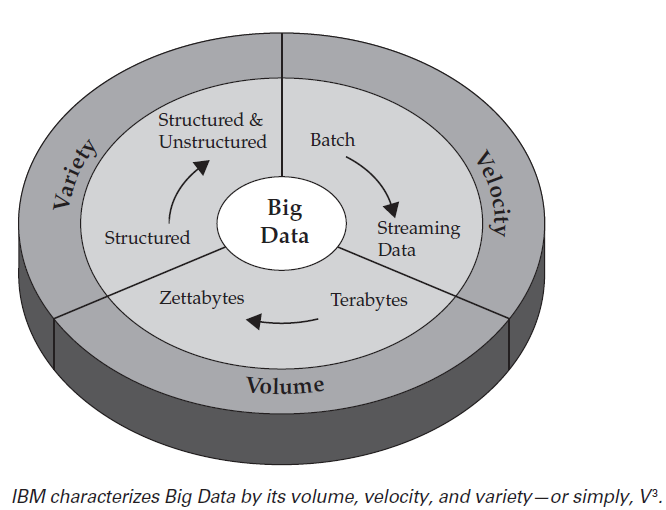 Structured &
Unstructured
Batch
Variety
Velocity
Big
Data
Structured
Streaming
Data
Zettabytes
Terabytes
Volume
IBM characterizes Big Data by its volume, velocity, and variety—or simply, V³.